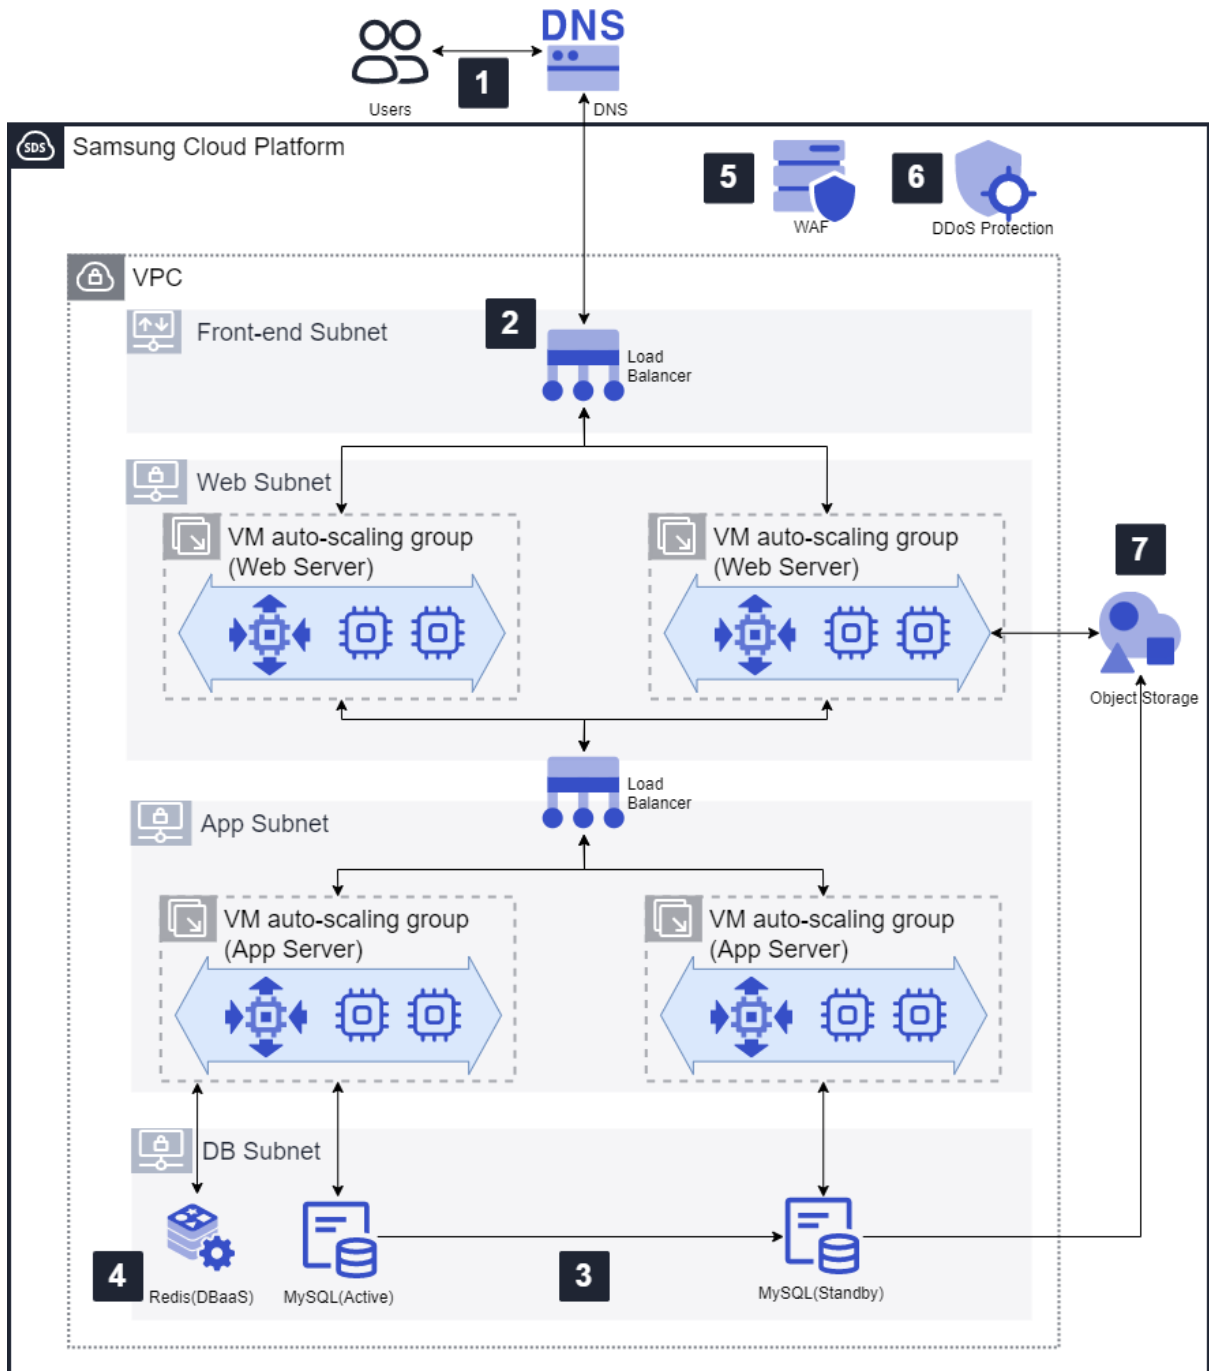 DNS
1
Users
DNS
SDS
Samsung Cloud Platform
5
WAF
6
DDoS Protection
VPC
Front-end Subnet
2
Load
Balancer
Web Subnet
VM auto-scaling group
(Web Server)
VM auto-scaling group
(Web Server)
7
Object Storage
Load
Balancer
App Subnet
VM auto-scaling group
(App Server)
VM auto-scaling group
(App Server)
DB Subnet
4
Redis(DBaaS)
MySQL(Active)
3
MySQL(Standby)